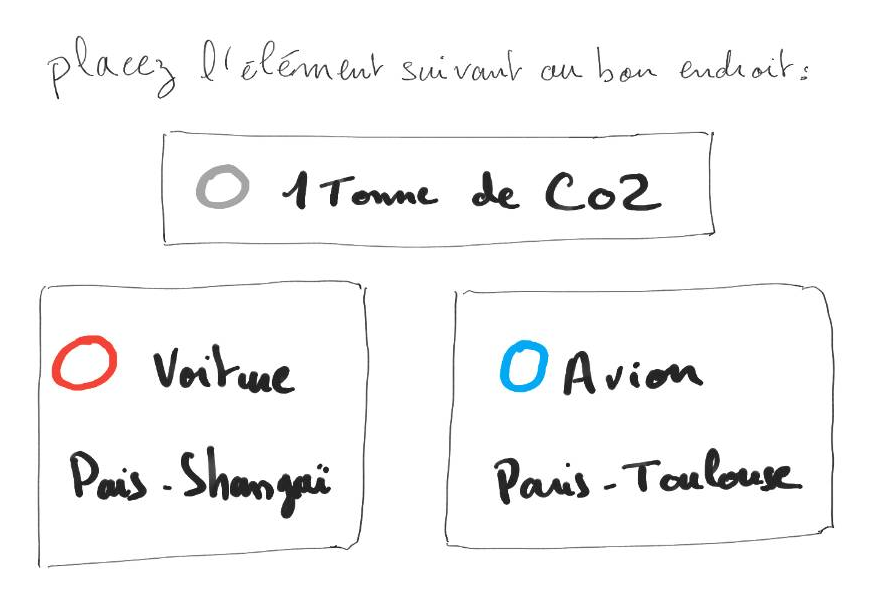 placez l'élément suivant au bon endroit:
1 Tonne de Co2
Voiture
Avion
Paris-Shangaï
Paris-Toulouse